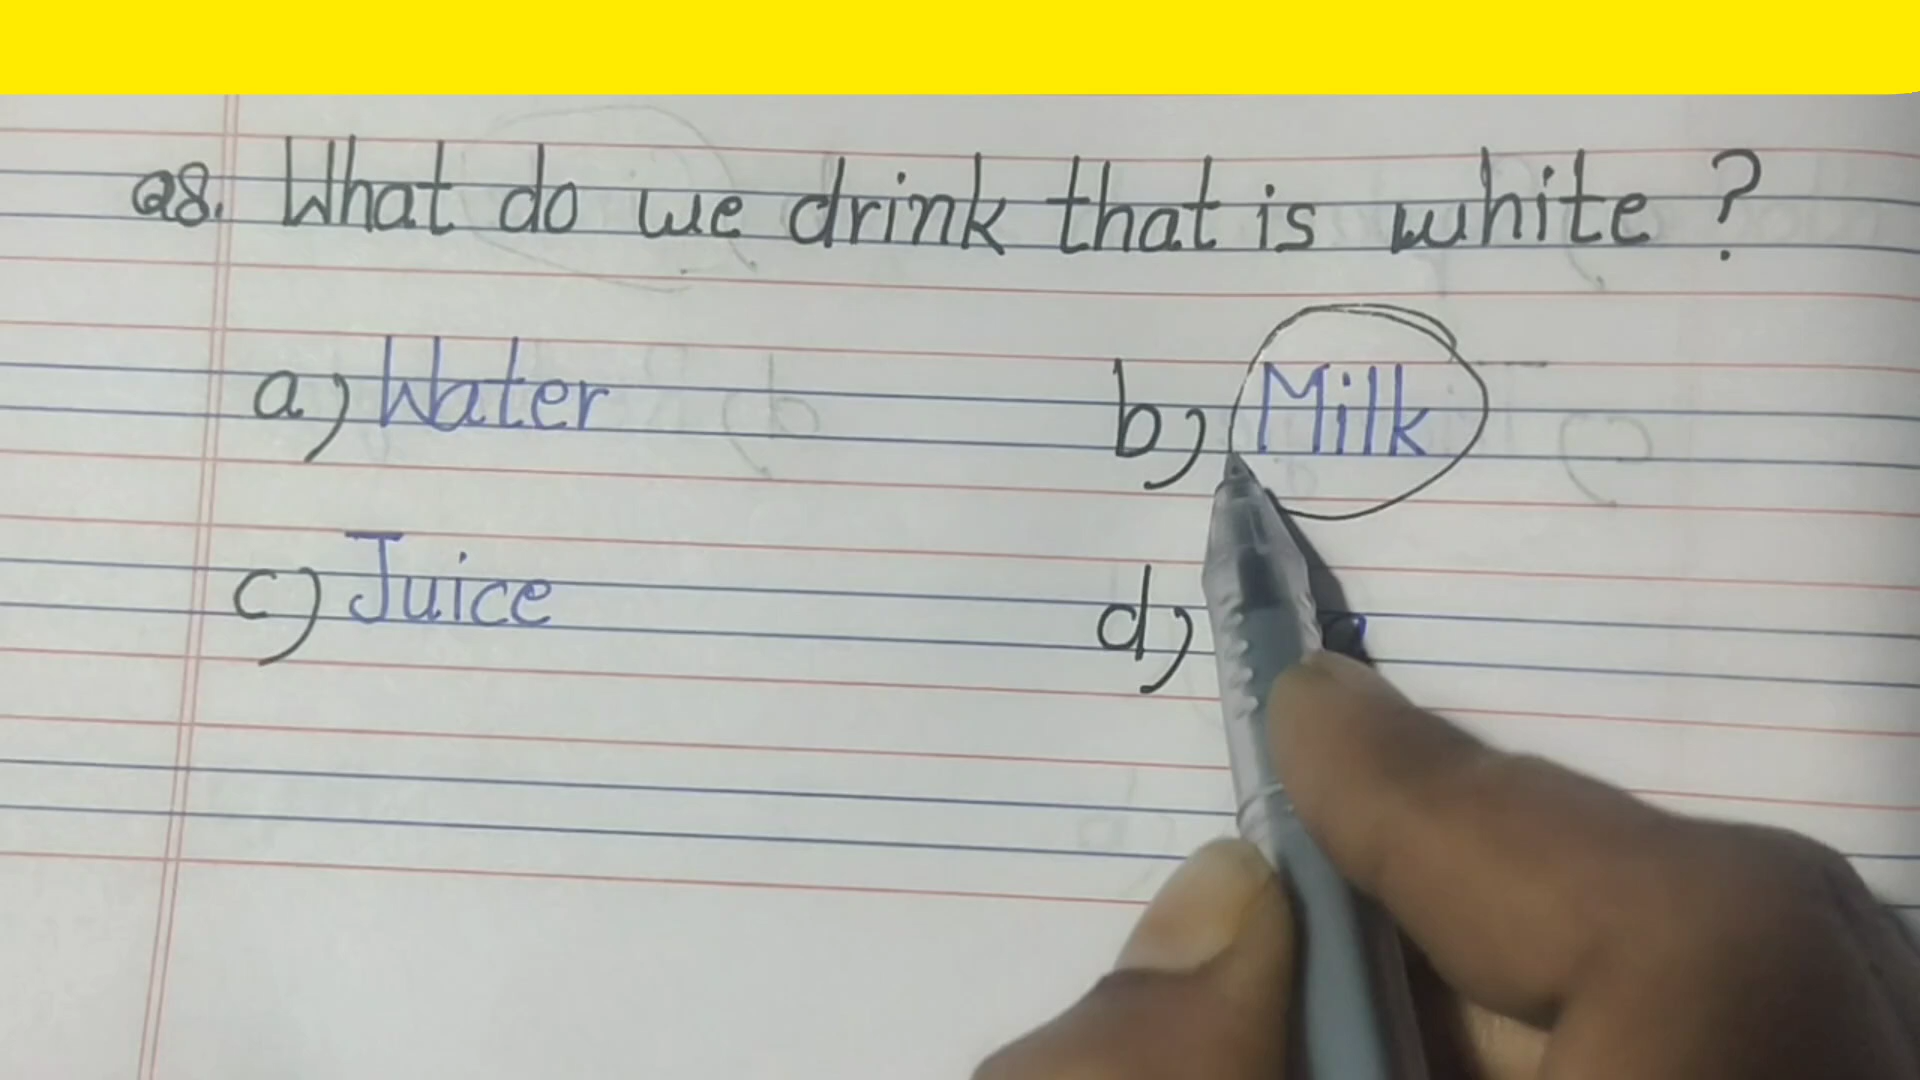 Q8. What do we drink that is white ?
a) Water b) Milk
c) Juice d)